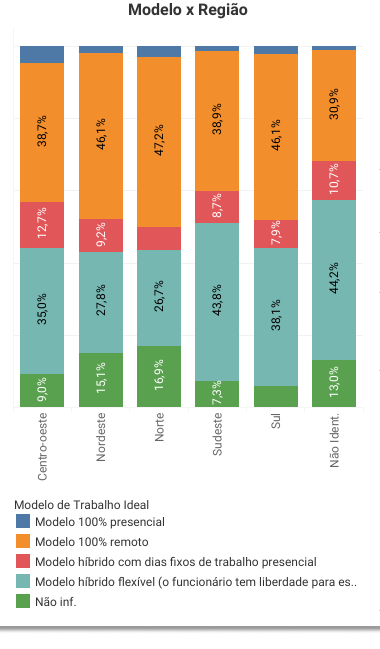 Modelo x Região
38,7%
46,1%
47,2%
38,9%
46,1%
30,9%
12,7%
9,2%
8,7%
7,9%
10,7%
35,0%
27,8%
26,7%
43,8%
38,1%
44,2%
9,0%
15,1%
16,9%
7,3%
13,0%
Centro-oeste
Nordeste
Norte
Sudeste
Sul
Não Ident.
Modelo de Trabalho Ideal
Modelo 100% presencial
Modelo 100% remoto
Modelo híbrido com dias fixos de trabalho presencial
Modelo híbrido flexível (o funcionário tem liberdade para es..
Não inf.